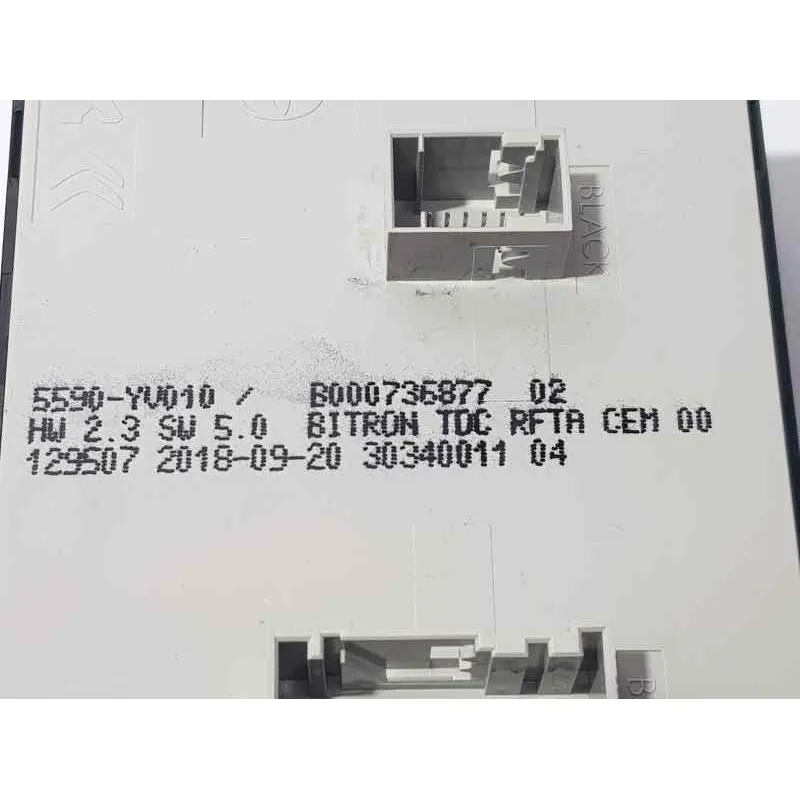 BLACK
5590-YV010 / B000736877 02
HW 2.3 SW 5.0 BITRON TDC RFTA CEM 00
129507 2018-09-20 30340011 04